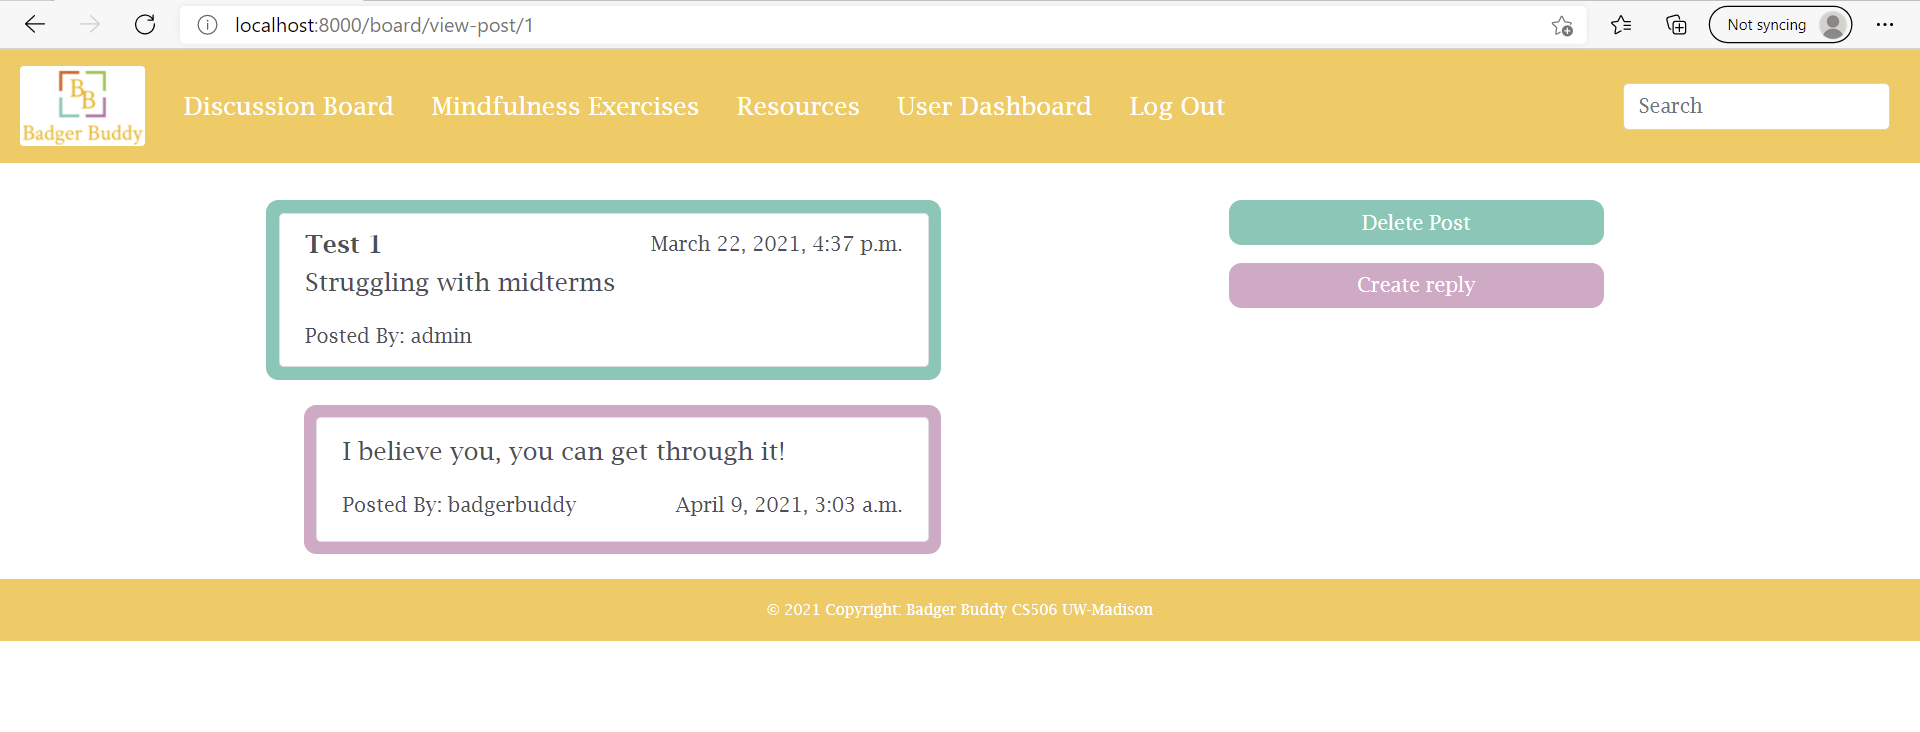 localhost:8000/board/view-post/1
Not syncing
BB
Badger Buddy
Discussion Board Mindfulness Exercises Resources User Dashboard Log Out
Search
Test 1 March 22, 2021, 4:37 p.m.
Struggling with midterms
Posted By: admin
Delete Post
Create reply
I believe you, you can get through it!
Posted By: badgerbuddy April 9, 2021, 3:03 a.m.
© 2021 Copyright: Badger Buddy CS506 UW-Madison